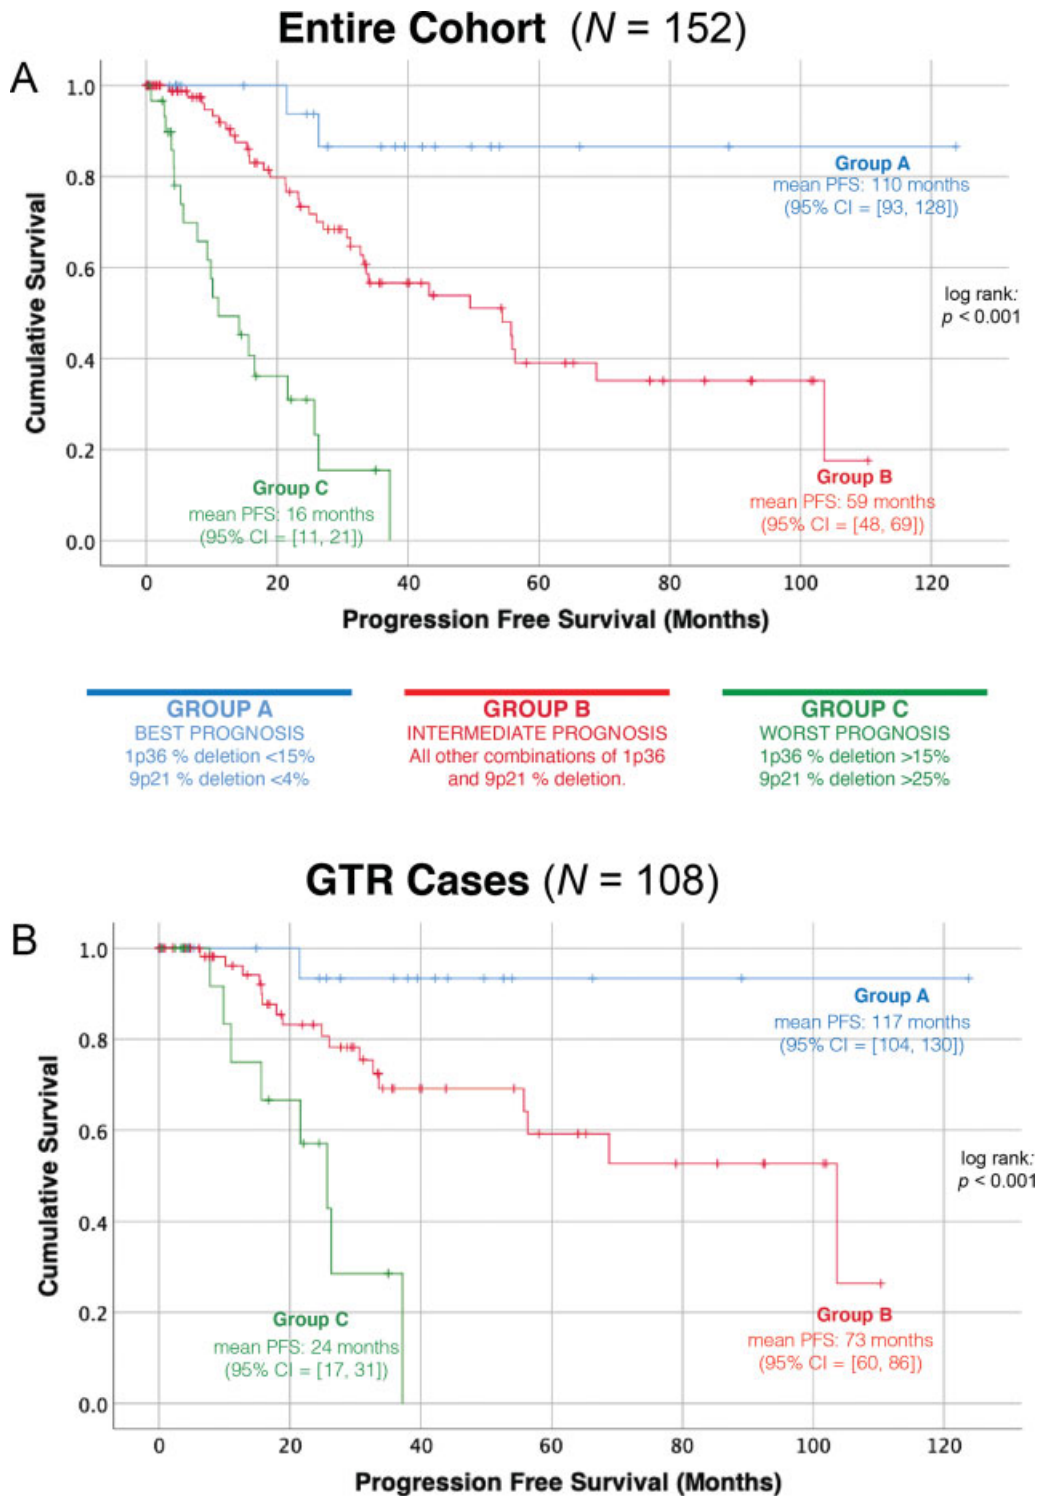 Entire Cohort (N = 152)
A
1.0
0.8
0.6
0.4
0.2
0.0
Cumulative Survival
Group A
mean PFS: 110 months
(95% CI = [93, 128])
log rank:
p < 0.001
Group B
mean PFS: 59 months
(95% CI = [48, 69])
Group C
mean PFS: 16 months
(95% CI = [11, 21])
0 20 40 60 80 100 120
Progression Free Survival (Months)
GROUP A
BEST PROGNOSIS
1p36 % deletion <15%
9p21 % deletion <4%
GROUP B
INTERMEDIATE PROGNOSIS
All other combinations of 1p36
and 9p21 % deletion.
GROUP C
WORST PROGNOSIS
1p36 % deletion >15%
9p21 % deletion >25%
GTR Cases (N = 108)
B
1.0
0.8
0.6
0.4
0.2
0.0
Cumulative Survival
Group A
mean PFS: 117 months
(95% CI = [104, 130])
log rank:
p < 0.001
Group B
mean PFS: 73 months
(95% CI = [60, 86])
Group C
mean PFS: 24 months
(95% CI = [17, 31])
0 20 40 60 80 100 120
Progression Free Survival (Months)